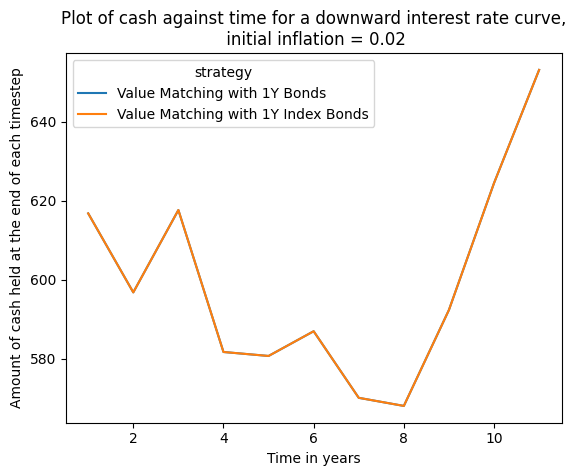 Plot of cash against time for a downward interest rate curve,
initial inflation = 0.02
strategy
Value Matching with 1Y Bonds
Value Matching with 1Y Index Bonds
Amount of cash held at the end of each timestep
640
620
600
580
2 4 6 8 10
Time in years